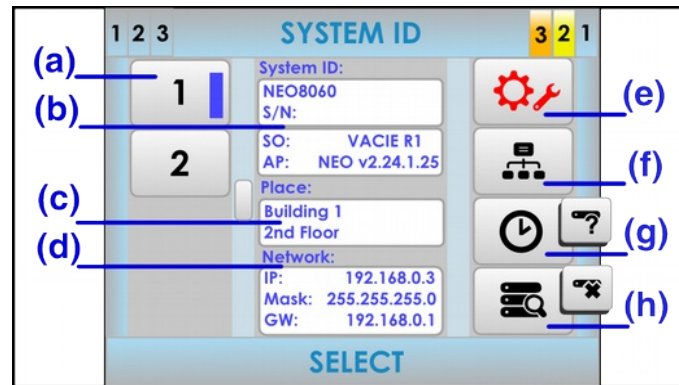 1 2 3 SYSTEM ID 3 2 1
(a)
1
System ID:
NEO8060
S/N:
(e)
(b)
SO: VACIE R1
AP: NEO v2.24.1.25
2
(f)
Place:
(c)
Building 1
2nd Floor
?
(g)
(d)
Network:
IP: 192.168.0.3
Mask: 255.255.255.0
GW: 192.168.0.1
(h)
SELECT